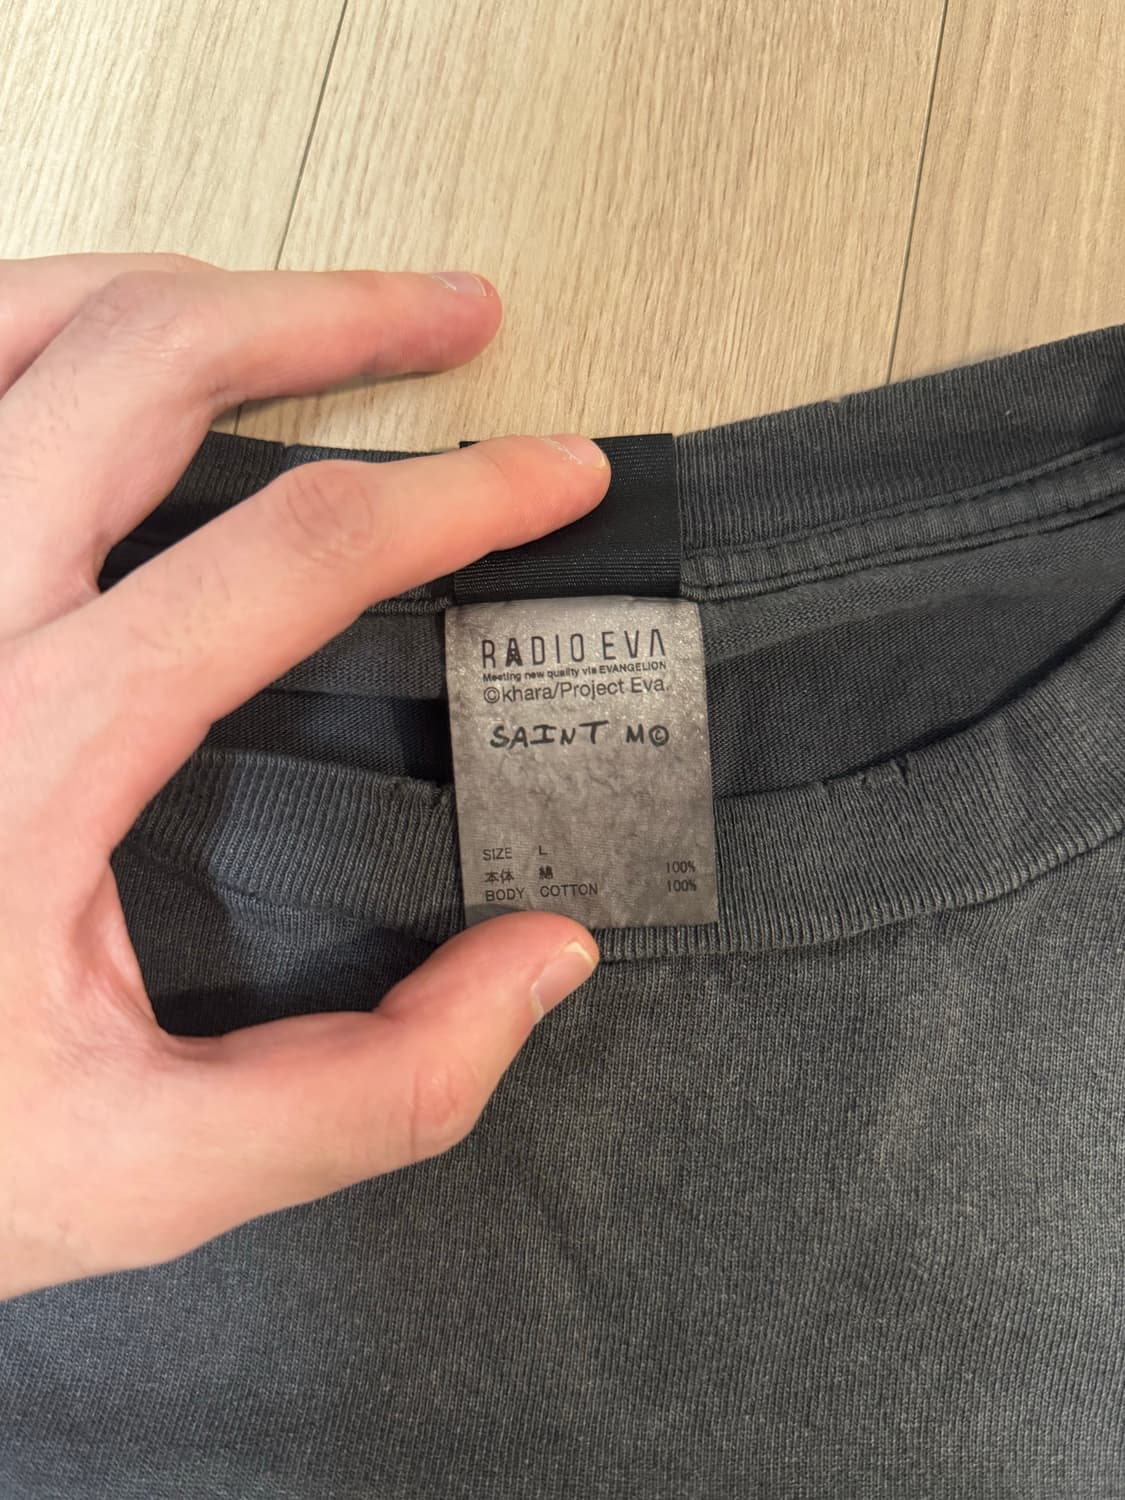 RADIO EVA
Meeting new quality via EVANGELION
©khara/Project Eva.
SAINT M©
SIZE L
本体 綿 100%
BODY COTTON 100%